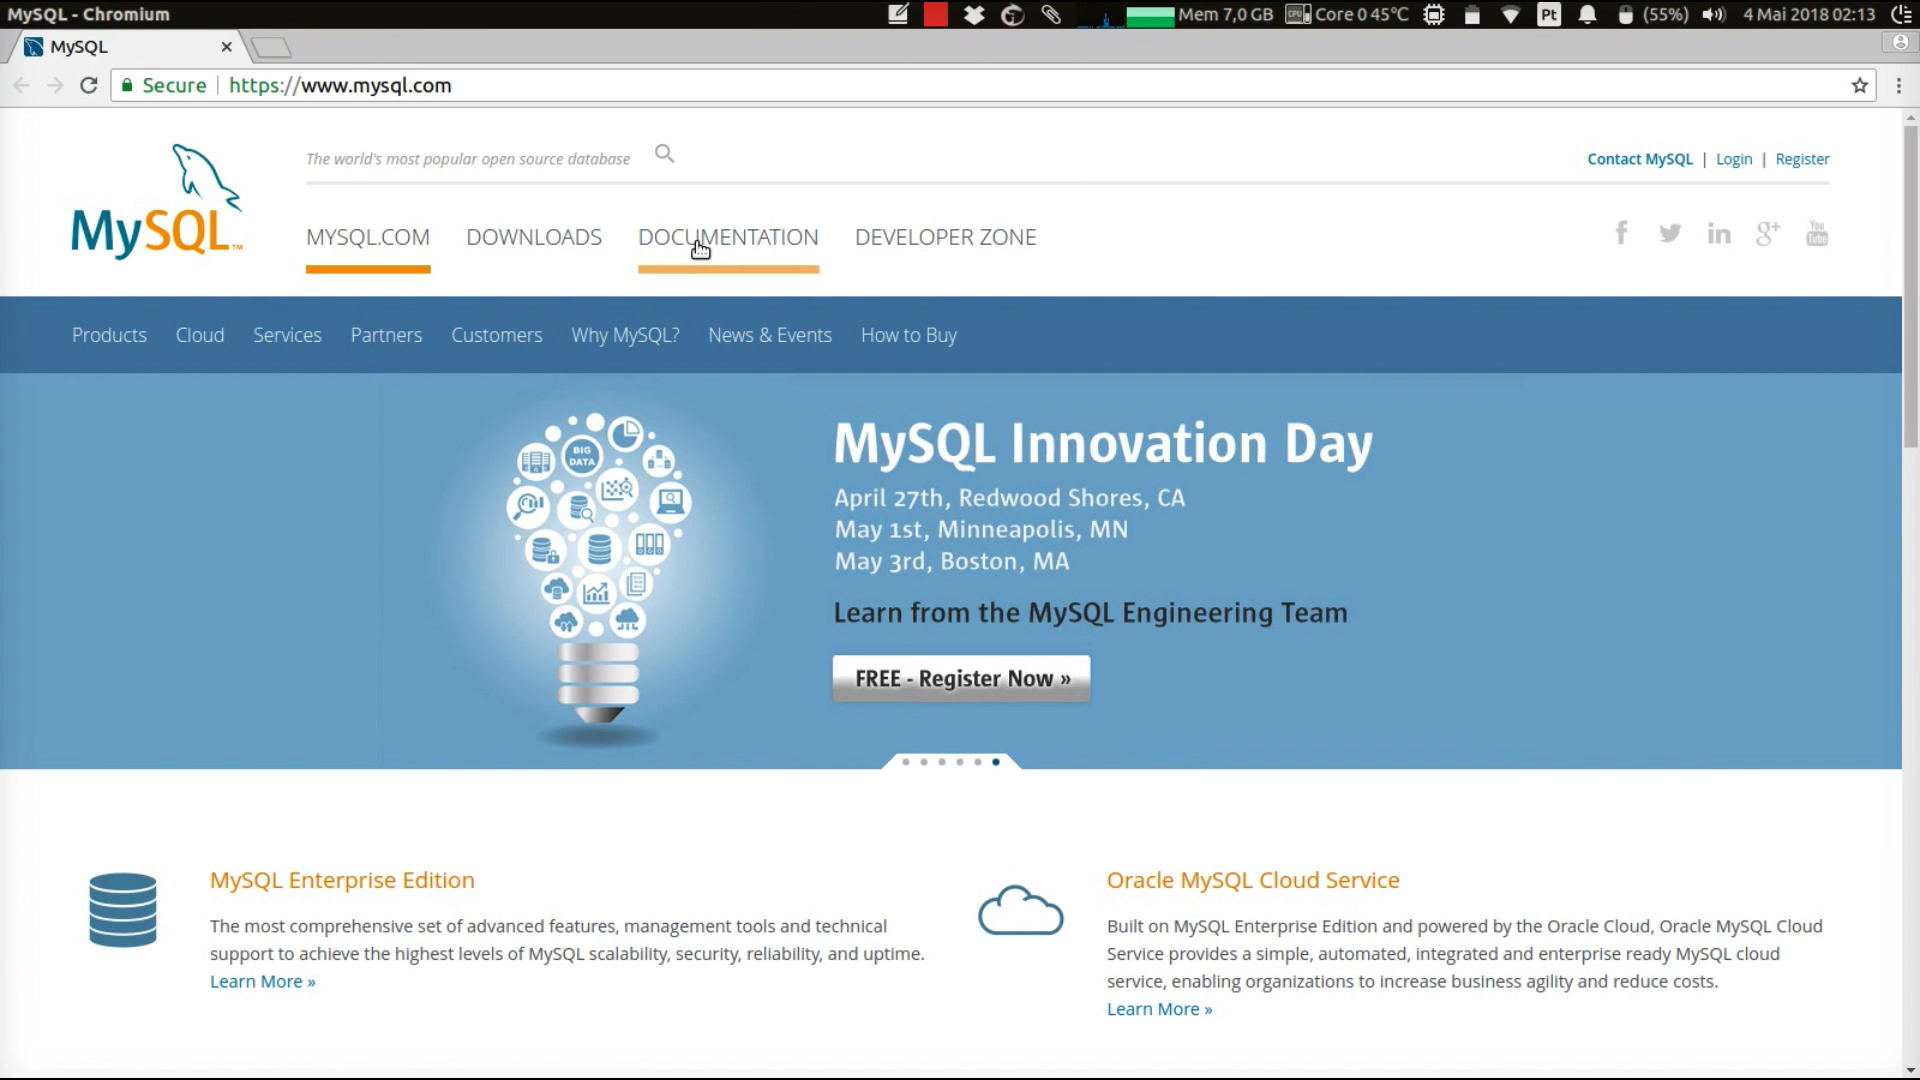 MySQL - Chromium
Mem 7,0 GB
Core 0 45°C
Pt
(55%)
4 Mai 2018 02:13
MySQL
Secure
https://www.mysql.com
MySQL™
The world's most popular open source database
Contact MySQL | Login | Register
MYSQL.COM
DOWNLOADS
DOCUMENTATION
DEVELOPER ZONE
Products
Cloud
Services
Partners
Customers
Why MySQL?
News & Events
How to Buy
BIG
DATA
MySQL Innovation Day
April 27th, Redwood Shores, CA
May 1st, Minneapolis, MN
May 3rd, Boston, MA
Learn from the MySQL Engineering Team
FREE - Register Now »
MySQL Enterprise Edition
The most comprehensive set of advanced features, management tools and technical
support to achieve the highest levels of MySQL scalability, security, reliability, and uptime.
Learn More »
Oracle MySQL Cloud Service
Built on MySQL Enterprise Edition and powered by the Oracle Cloud, Oracle MySQL Cloud
Service provides a simple, automated, integrated and enterprise ready MySQL cloud
service, enabling organizations to increase business agility and reduce costs.
Learn More »